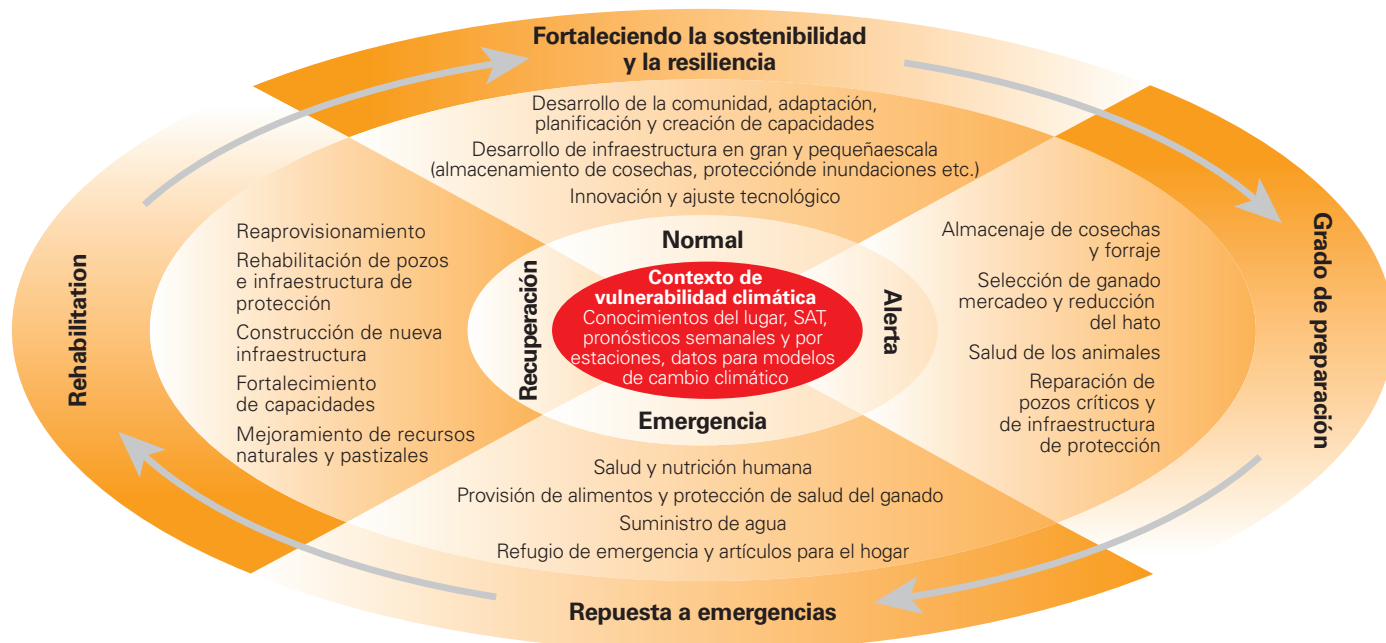 Fortaleciendo la sostenibilidad
y la resiliencia
Desarrollo de la comunidad, adaptación,
planificación y creación de capacidades
Desarrollo de infraestructura en gran y pequeñaescala
(almacenamiento de cosechas, protecciónde inundaciones etc.)
Innovación y ajuste tecnológico
Normal
Contexto de
vulnerabilidad climática
Conocimientos del lugar, SAT,
pronósticos semanales y por
estaciones, datos para modelos
de cambio climático
Alerta
Almacenaje de cosechas
y forraje
Selección de ganado
mercadeo y reducción
del hato
Salud de los animales
Reparación de
pozos críticos y
de infraestructura
de protección
Grado de preparación
Emergencia
Salud y nutrición humana
Provisión de alimentos y protección de salud del ganado
Suministro de agua
Refugio de emergencia y artículos para el hogar
Repuesta a emergencias
Recuperación
Reaprovisionamiento
Rehabilitación de pozos
e infraestructura de
protección
Construcción de nueva
infraestructura
Fortalecimiento
de capacidades
Mejoramiento de recursos
naturales y pastizales
Rehabilitation